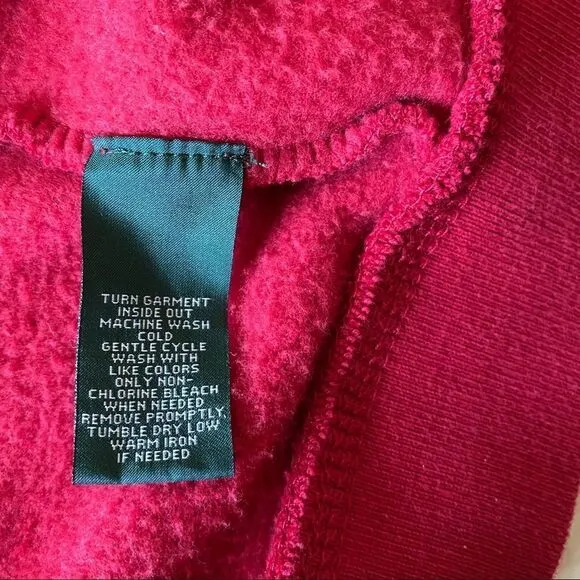 TURN GARMENT
INSIDE OUT
MACHINE WASH
COLD
GENTLE CYCLE
WASH WITH
LIKE COLORS
ONLY NON-
CHLORINE BLEACH
WHEN NEEDED
REMOVE PROMPTLY.
TUMBLE DRY LOW
WARM IRON
IF NEEDED